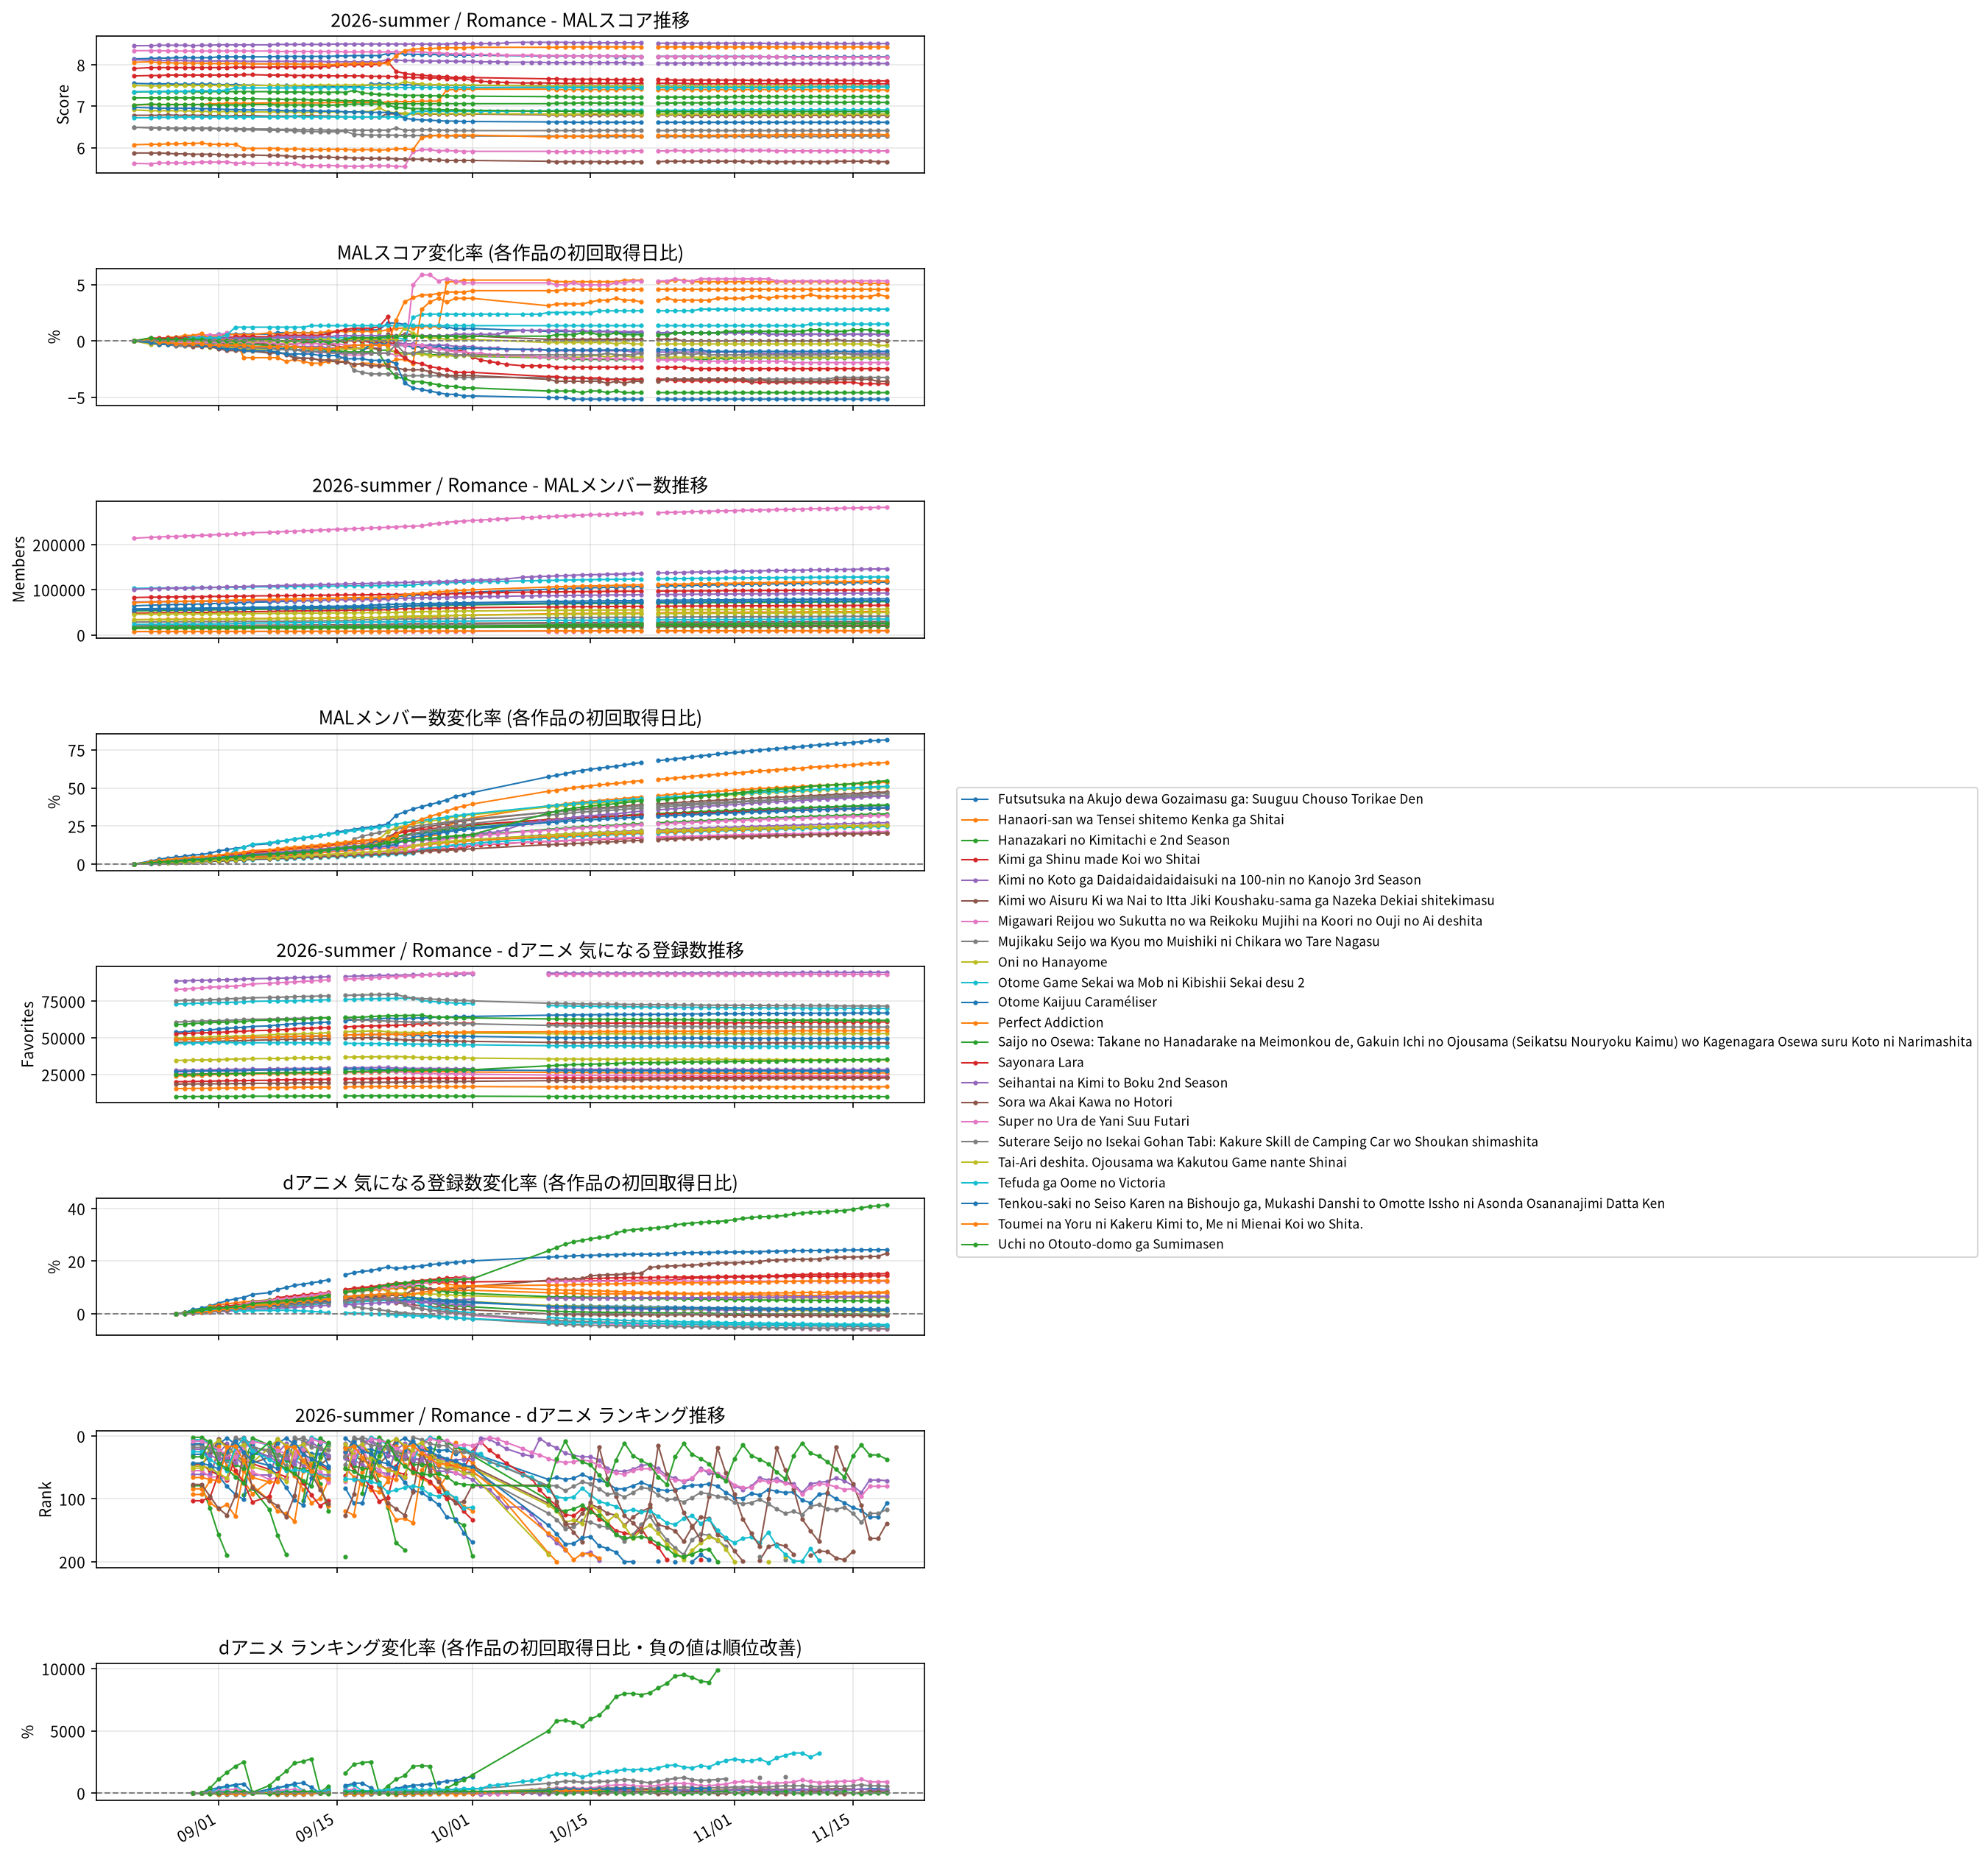 2026-summer / Romance - MALスコア推移
Score
8
7
6
MALスコア変化率 (各作品の初回取得日比)
%
5
0
−5
2026-summer / Romance - MALメンバー数推移
Members
200000
100000
0
MALメンバー数変化率 (各作品の初回取得日比)
%
75
50
25
0
2026-summer / Romance - dアニメ 気になる登録数推移
Favorites
75000
50000
25000
dアニメ 気になる登録数変化率 (各作品の初回取得日比)
%
40
20
0
2026-summer / Romance - dアニメ ランキング推移
Rank
0
100
200
dアニメ ランキング変化率 (各作品の初回取得日比・負の値は順位改善)
%
10000
5000
0
09/01
09/15
10/01
10/15
11/01
11/15
Futsutsuka na Akujo dewa Gozaimasu ga: Suuguu Chouso Torikae Den
Hanaori-san wa Tensei shitemo Kenka ga Shitai
Hanazakari no Kimitachi e 2nd Season
Kimi ga Shinu made Koi wo Shitai
Kimi no Koto ga Daidaidaidaidaisuki na 100-nin no Kanojo 3rd Season
Kimi wo Aisuru Ki wa Nai to Itta Jiki Koushaku-sama ga Nazeka Dekiai shitekimasu
Migawari Reijou wo Sukutta no wa Reikoku Mujihi na Koori no Ouji no Ai deshita
Mujikaku Seijo wa Kyou mo Muishiki ni Chikara wo Tare Nagasu
Oni no Hanayome
Otome Game Sekai wa Mob ni Kibishii Sekai desu 2
Otome Kaijuu Caraméliser
Perfect Addiction
Saijo no Osewa: Takane no Hanadarake na Meimonkou de, Gakuin Ichi no Ojousama (Seikatsu Nouryoku Kaimu) wo Kagenagara Osewa suru Koto ni Narimashita
Sayonara Lara
Seihantai na Kimi to Boku 2nd Season
Sora wa Akai Kawa no Hotori
Super no Ura de Yani Suu Futari
Suterare Seijo no Isekai Gohan Tabi: Kakure Skill de Camping Car wo Shoukan shimashita
Tai-Ari deshita. Ojousama wa Kakutou Game nante Shinai
Tefuda ga Oome no Victoria
Tenkou-saki no Seiso Karen na Bishoujo ga, Mukashi Danshi to Omotte Issho ni Asonda Osananajimi Datta Ken
Toumei na Yoru ni Kakeru Kimi to, Me ni Mienai Koi wo Shita.
Uchi no Otouto-domo ga Sumimasen